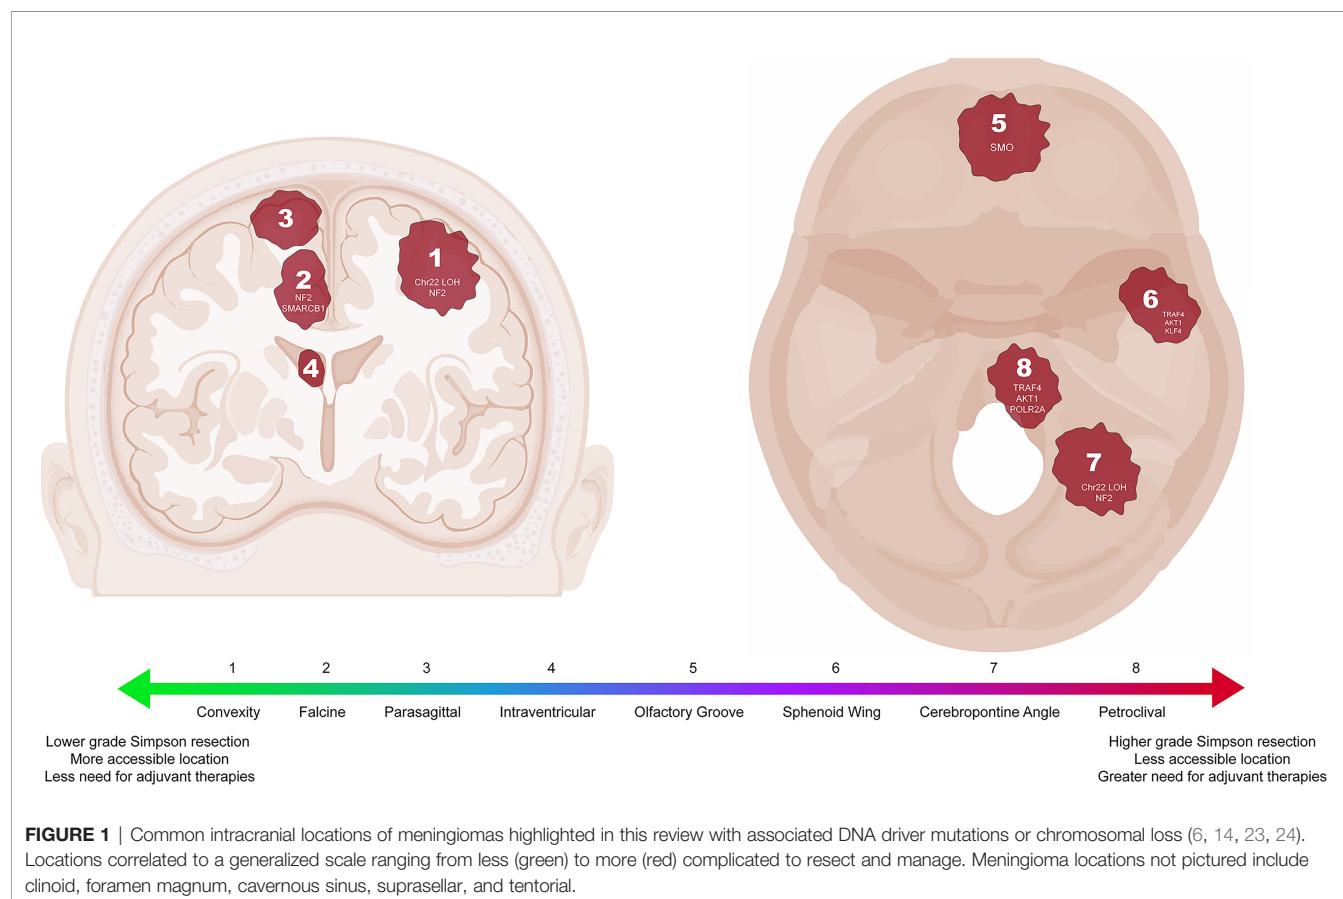 3
1
Chr22 LOH
NF2
2
NF2
SMARCB1
4
5
SMO
6
TRAF4
AKT1
KLF4
8
TRAF4
AKT1
POLR2A
7
Chr22 LOH
NF2
1 2 3 4 5 6 7 8
Convexity Falcine Parasagittal Intraventricular Olfactory Groove Sphenoid Wing Cerebropontine Angle Petroclival
Lower grade Simpson resection
More accessible location
Less need for adjuvant therapies
Higher grade Simpson resection
Less accessible location
Greater need for adjuvant therapies
FIGURE 1 | Common intracranial locations of meningiomas highlighted in this review with associated DNA driver mutations or chromosomal loss (6, 14, 23, 24).
Locations correlated to a generalized scale ranging from less (green) to more (red) complicated to resect and manage. Meningioma locations not pictured include
clinoid, foramen magnum, cavernous sinus, suprasellar, and tentorial.